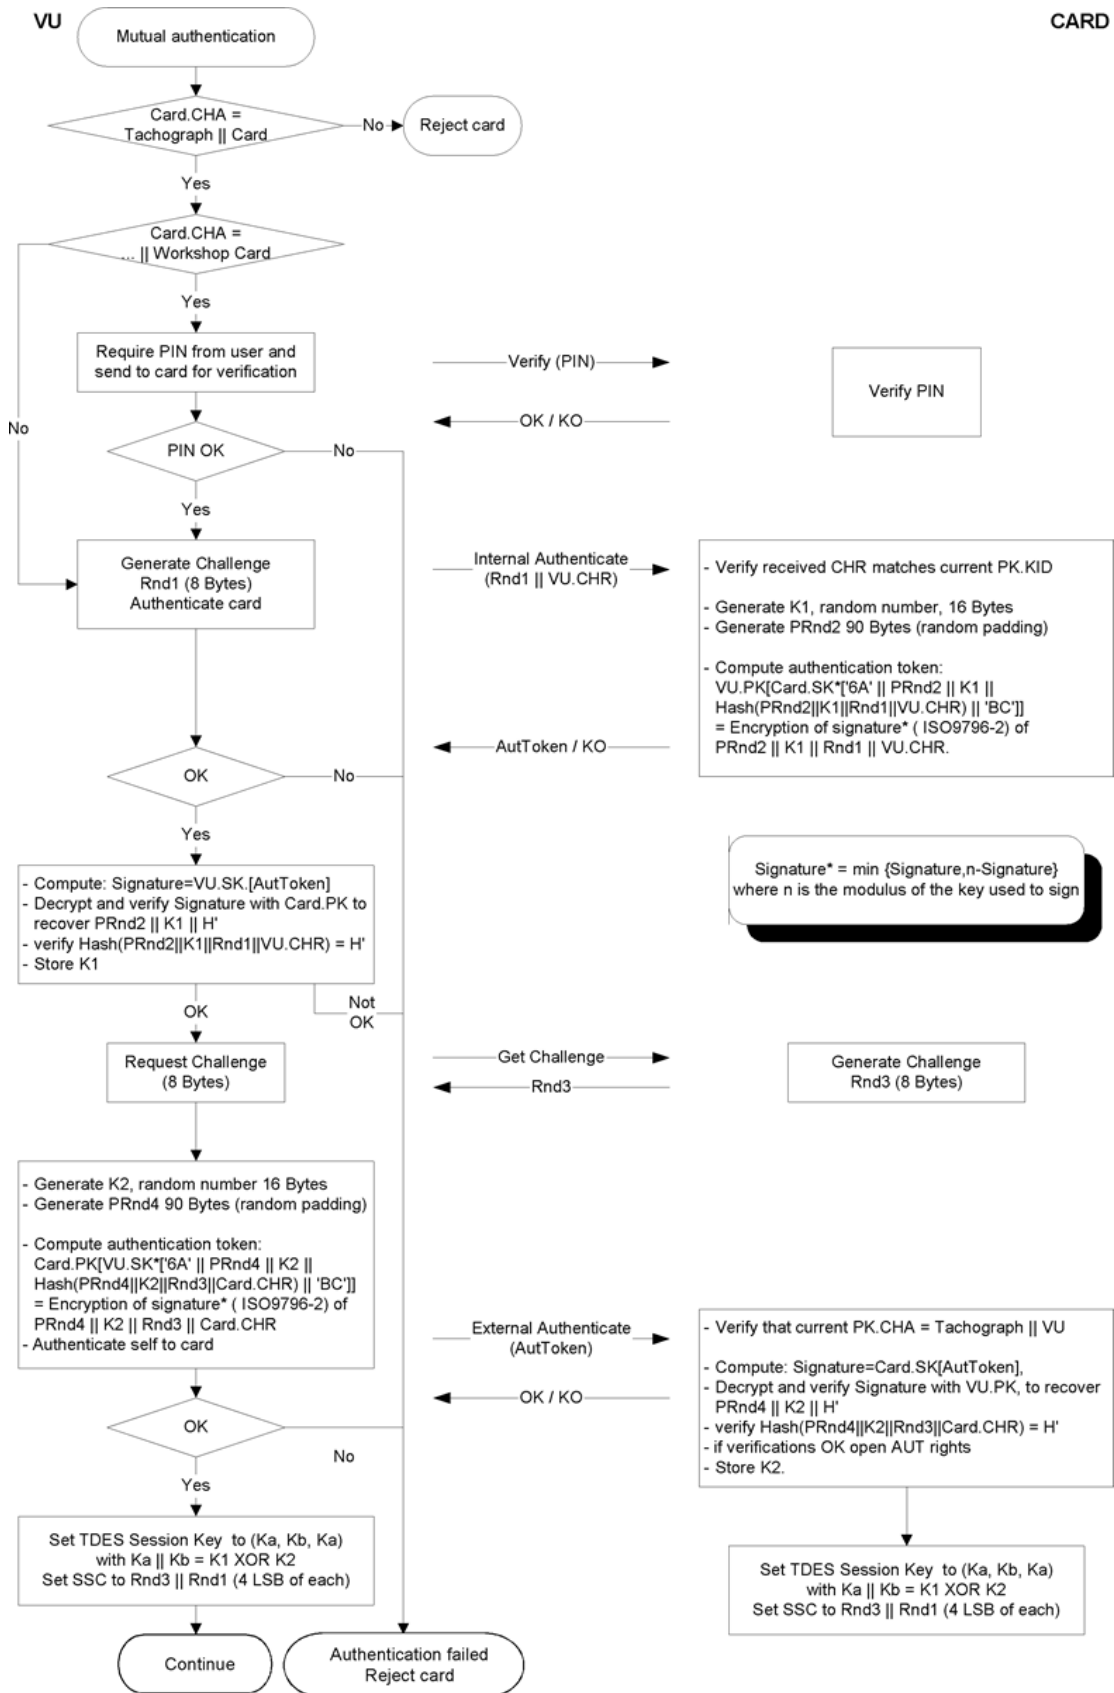 VU
CARD
Mutual authentication
Card.CHA =
Tachograph || Card
No
Reject card
Yes
Card.CHA =
... || Workshop Card
Yes
Require PIN from user and
send to card for verification
Verify (PIN)
Verify PIN
OK / KO
No
PIN OK
No
Yes
Generate Challenge
Rnd1 (8 Bytes)
Authenticate card
Internal Authenticate
(Rnd1 || VU.CHR)
- Verify received CHR matches current PK.KID
- Generate K1, random number, 16 Bytes
- Generate PRnd2 90 Bytes (random padding)
- Compute authentication token:
VU.PK[Card.SK*['6A' || PRnd2 || K1 ||
Hash(PRnd2||K1||Rnd1||VU.CHR) || 'BC']]
= Encryption of signature* ( ISO9796-2) of
PRnd2 || K1 || Rnd1 || VU.CHR.
AutToken / KO
OK
No
Yes
- Compute: Signature=VU.SK.[AutToken]
- Decrypt and verify Signature with Card.PK to
recover PRnd2 || K1 || H'
- verify Hash(PRnd2||K1||Rnd1||VU.CHR) = H'
- Store K1
Signature* = min {Signature,n-Signature}
where n is the modulus of the key used to sign
Not
OK
OK
Request Challenge
(8 Bytes)
Get Challenge
Rnd3
Generate Challenge
Rnd3 (8 Bytes)
- Generate K2, random number 16 Bytes
- Generate PRnd4 90 Bytes (random padding)
- Compute authentication token:
Card.PK[VU.SK*['6A' || PRnd4 || K2 ||
Hash(PRnd4||K2||Rnd3||Card.CHR) || 'BC']]
= Encryption of signature* ( ISO9796-2) of
PRnd4 || K2 || Rnd3 || Card.CHR
- Authenticate self to card
External Authenticate
(AutToken)
OK / KO
- Verify that current PK.CHA = Tachograph || VU
- Compute: Signature=Card.SK[AutToken],
- Decrypt and verify Signature with VU.PK, to recover
PRnd4 || K2 || H'
- verify Hash(PRnd4||K2||Rnd3||Card.CHR) = H'
- if verifications OK open AUT rights
- Store K2.
OK
No
Yes
Set TDES Session Key to (Ka, Kb, Ka)
with Ka || Kb = K1 XOR K2
Set SSC to Rnd3 || Rnd1 (4 LSB of each)
Set TDES Session Key to (Ka, Kb, Ka)
with Ka || Kb = K1 XOR K2
Set SSC to Rnd3 || Rnd1 (4 LSB of each)
Continue
Authentication failed
Reject card